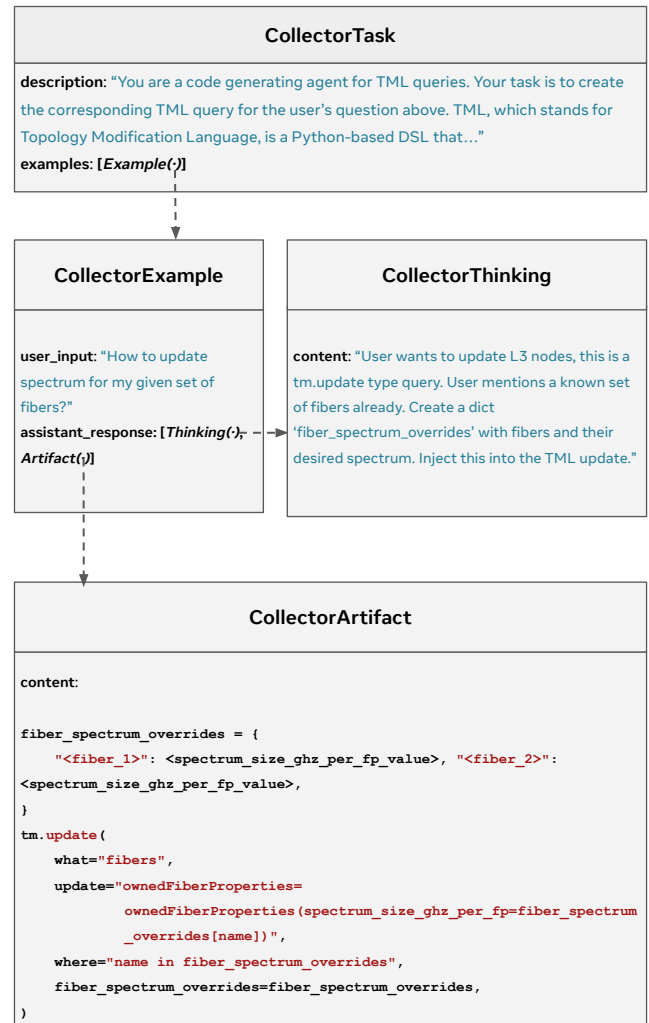 CollectorTask
description: “You are a code generating agent for TML queries. Your task is to create
the corresponding TML query for the user’s question above. TML, which stands for
Topology Modification Language, is a Python-based DSL that…”
examples: [Example(·)]
CollectorExample
user_input: “How to update
spectrum for my given set of
fibers?”
assistant_response: [Thinking(·),
Artifact(·)]
CollectorThinking
content: “User wants to update L3 nodes, this is a
tm.update type query. User mentions a known set
of fibers already. Create a dict
‘fiber_spectrum_overrides’ with fibers and their
desired spectrum. Inject this into the TML update.”
CollectorArtifact
content:
fiber_spectrum_overrides = {
"<fiber_1>": <spectrum_size_ghz_per_fp_value>, "<fiber_2>":
<spectrum_size_ghz_per_fp_value>,
}
tm.update(
what="fibers",
update="ownedFiberProperties=
ownedFiberProperties(spectrum_size_ghz_per_fp=fiber_spectrum
_overrides[name])",
where="name in fiber_spectrum_overrides",
fiber_spectrum_overrides=fiber_spectrum_overrides,
)